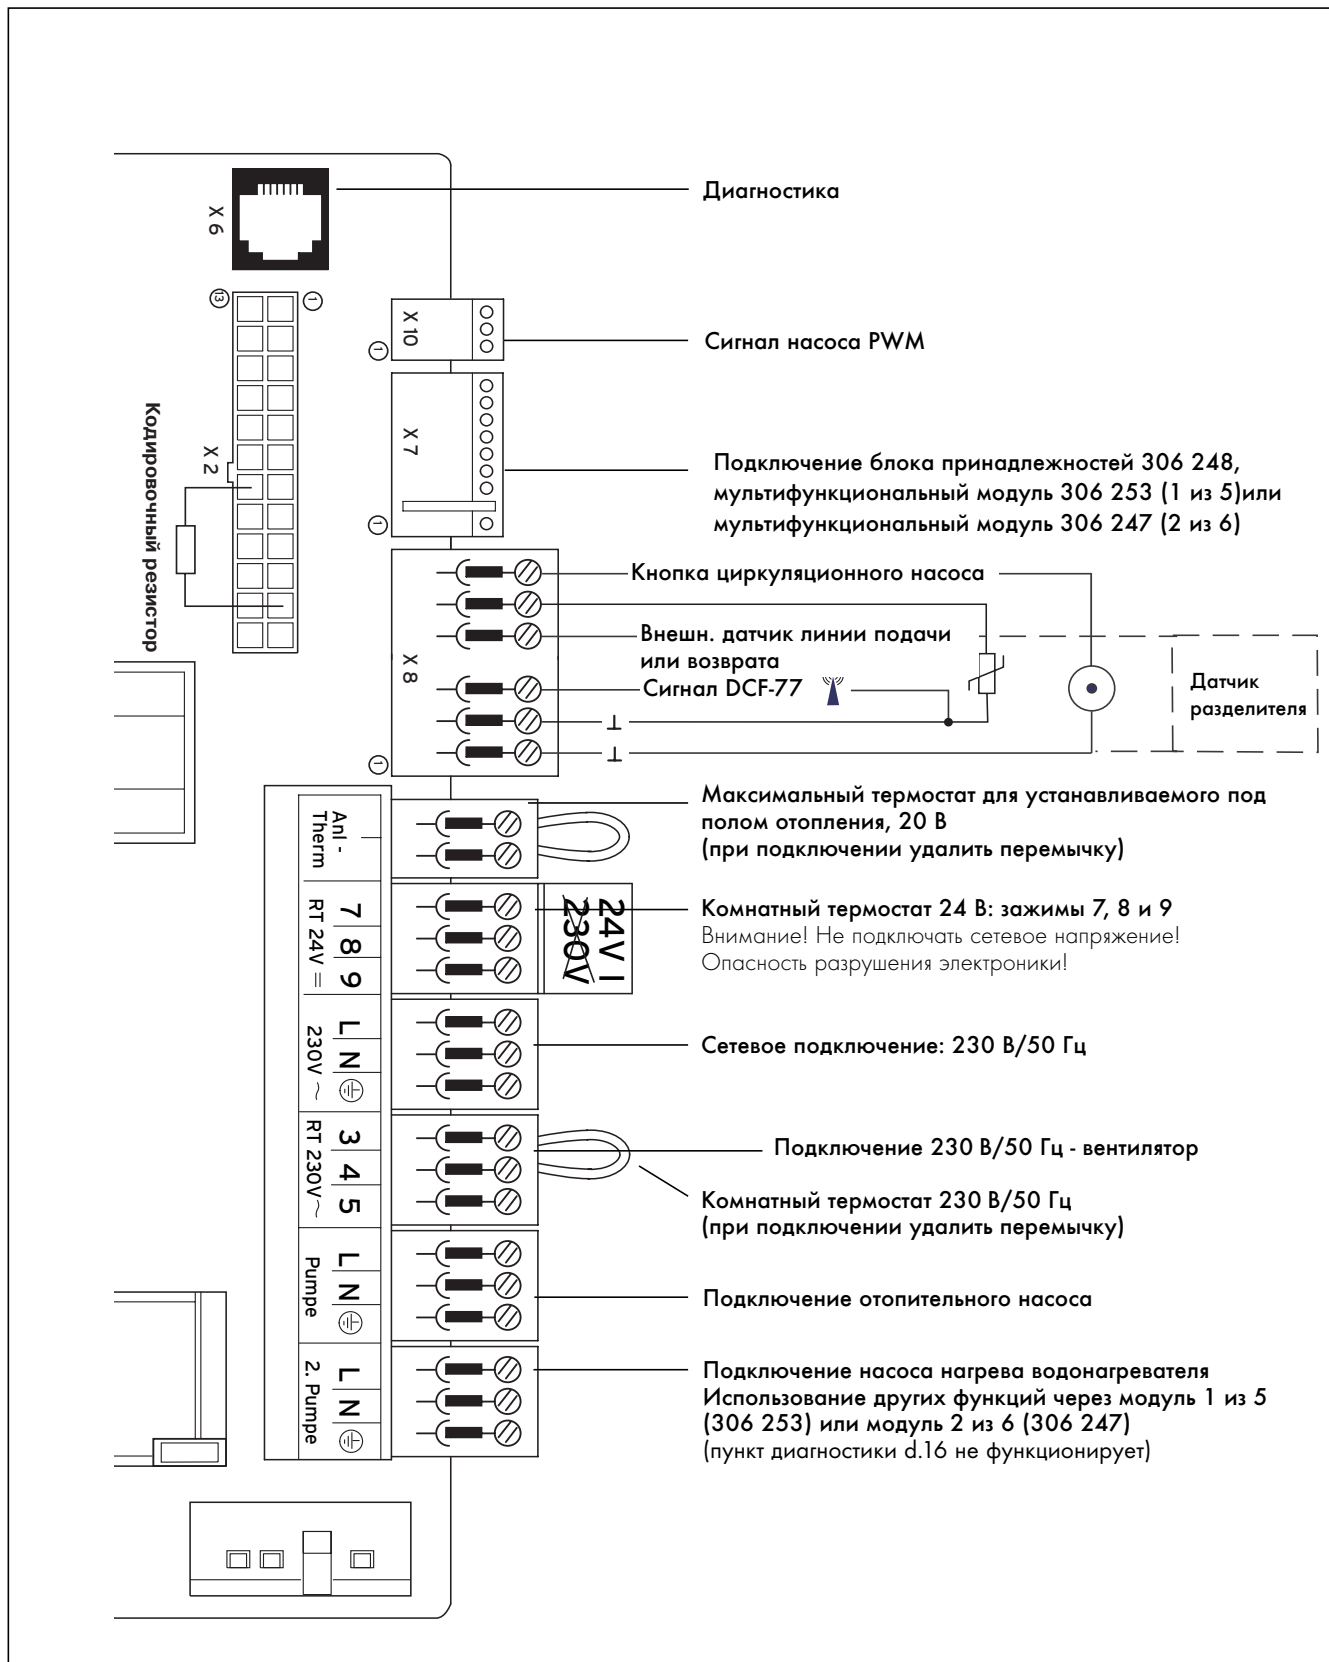 Диагностика
X 6
13
1
X 10
1
Сигнал насоса PWM
Кодировочный резистор
X 2
X 7
1
Подключение блока принадлежностей 306 248,
мультифункциональный модуль 306 253 (1 из 5)или
мультифункциональный модуль 306 247 (2 из 6)
X 8
1
Кнопка циркуляционного насоса
Внешн. датчик линии подачи
или возврата
Сигнал DCF-77
Датчик
разделителя
Anl -
Therm
Максимальный термостат для устанавливаемого под
полом отопления, 20 В
(при подключении удалить перемычку)
7 8 9
RT 24V =
24V I
230V
Комнатный термостат 24 В: зажимы 7, 8 и 9
Внимание! Не подключать сетевое напряжение!
Опасность разрушения электроники!
L N
230V ~
Сетевое подключение: 230 В/50 Гц
3 4 5
RT 230V~
Подключение 230 В/50 Гц - вентилятор
Комнатный термостат 230 В/50 Гц
(при подключении удалить перемычку)
L N
Pumpe
Подключение отопительного насоса
L N
2. Pumpe
Подключение насоса нагрева водонагревателя
Использование других функций через модуль 1 из 5
(306 253) или модуль 2 из 6 (306 247)
(пункт диагностики d.16 не функционирует)